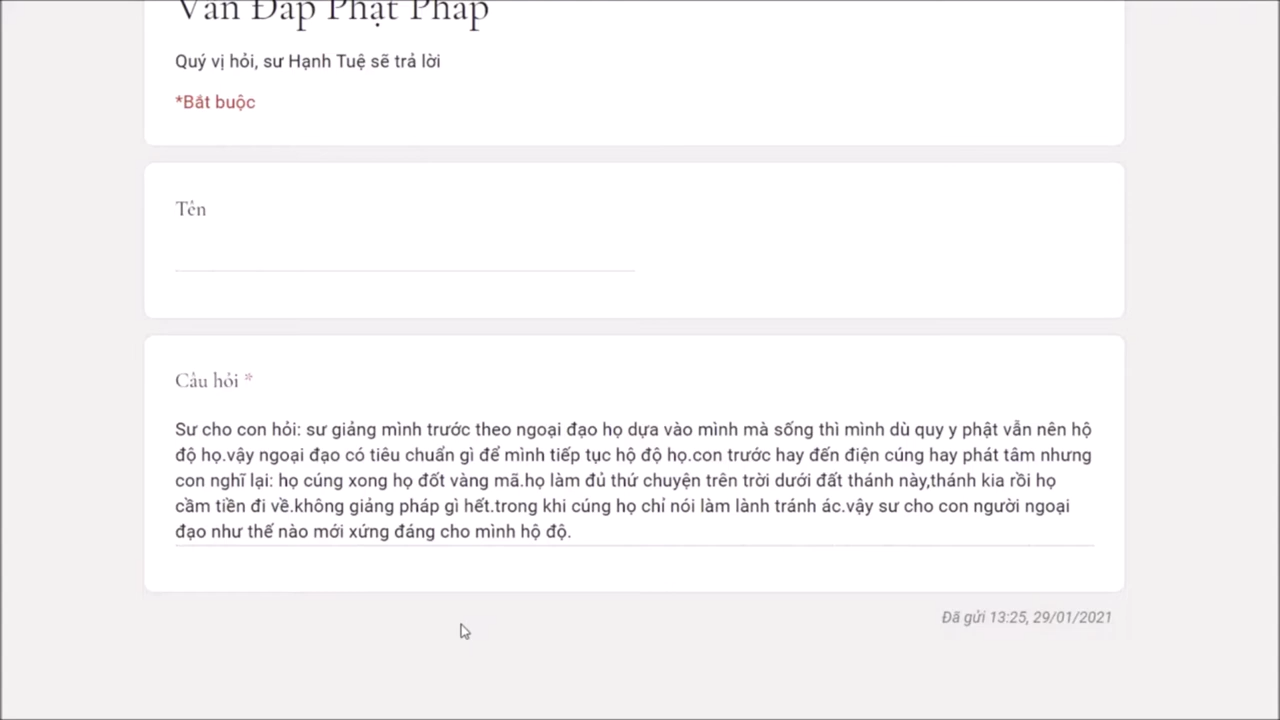 Vấn Đáp Phật Pháp
Quý vị hỏi, sư Hạnh Tuệ sẽ trả lời
*Bắt buộc
Tên
Câu hỏi *
Sư cho con hỏi: sư giảng mình trước theo ngoại đạo họ dựa vào mình mà sống thì mình dù quy y phật vẫn nên hộ
độ họ.vậy ngoại đạo có tiêu chuẩn gì để mình tiếp tục hộ độ họ.con trước hay đến điện cúng hay phát tâm nhưng
con nghĩ lại: họ cúng xong họ đốt vàng mã.họ làm đủ thứ chuyện trên trời dưới đất thánh này,thánh kia rồi họ
cầm tiền đi về.không giảng pháp gì hết.trong khi cúng họ chỉ nói làm lành tránh ác.vậy sư cho con người ngoại
đạo như thế nào mới xứng đáng cho mình hộ độ.
Đã gửi 13:25, 29/01/2021